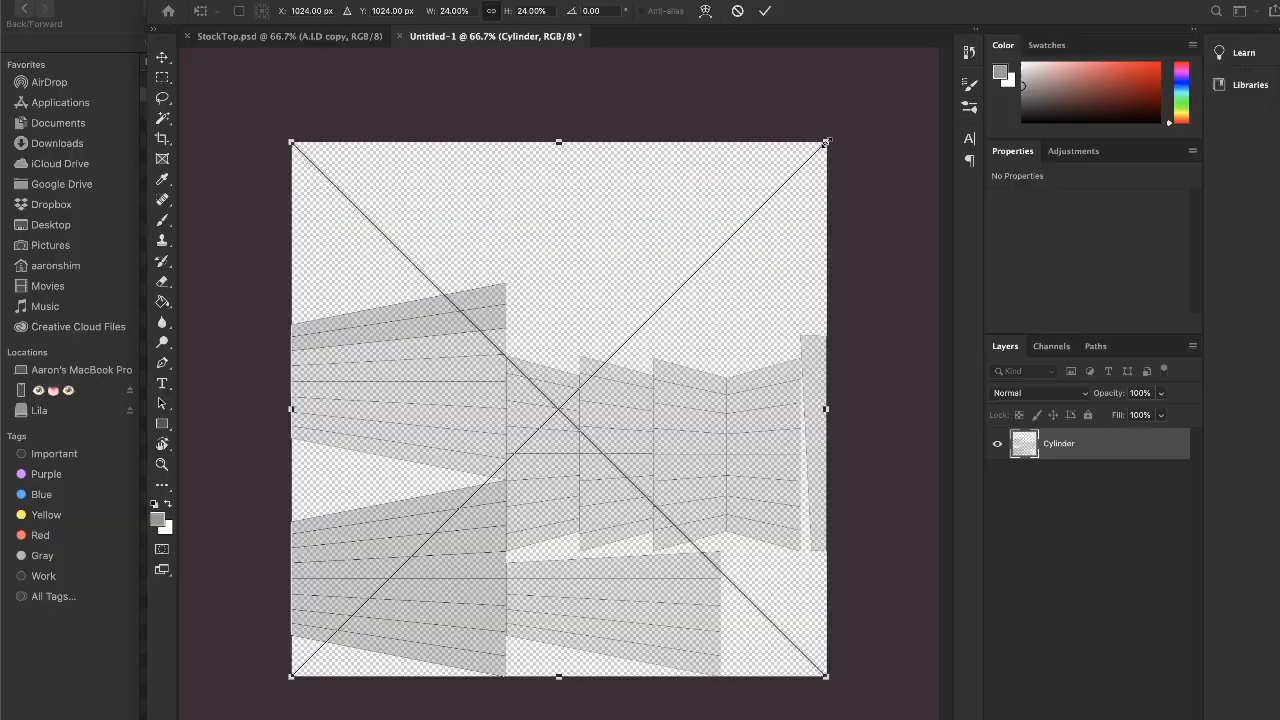 Back/Forward
X: 1024.00 px
Y: 1024.00 px
W: 24.00%
H: 24.00%
0.00
°
Anti-alias
StockTop.psd @ 66.7% (A.I.D copy, RGB/8)
Untitled-1 @ 66.7% (Cylinder, RGB/8) *
Favorites
AirDrop
Applications
Documents
Downloads
iCloud Drive
Google Drive
Dropbox
Desktop
Pictures
aaronshim
Movies
Music
Creative Cloud Files
Locations
Aaron's MacBook Pro
Lila
Tags
Important
Purple
Blue
Yellow
Red
Gray
Work
All Tags...
Color
Swatches
Properties
Adjustments
No Properties
Layers
Channels
Paths
Kind
Normal
Opacity: 100%
Lock:
Fill: 100%
Cylinder
Learn
Libraries